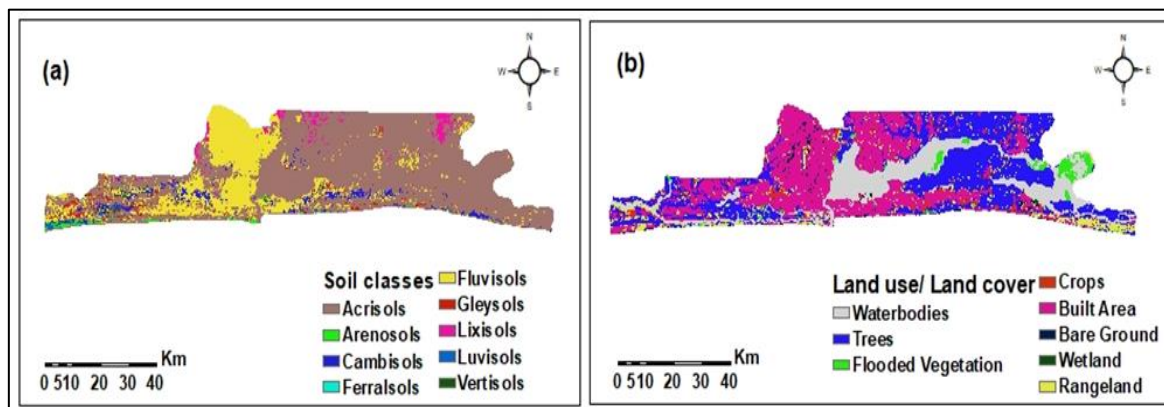 (a)
N
W E
S
Soil classes
Acrisols
Arenosols
Cambisols
Ferralsols
Fluvisols
Gleysols
Lixisols
Luvisols
Vertisols
Km
0 510 20 30 40
(b)
N
W E
S
Land use/ Land cover
Waterbodies
Trees
Flooded Vegetation
Crops
Built Area
Bare Ground
Wetland
Rangeland
Km
0 510 20 30 40